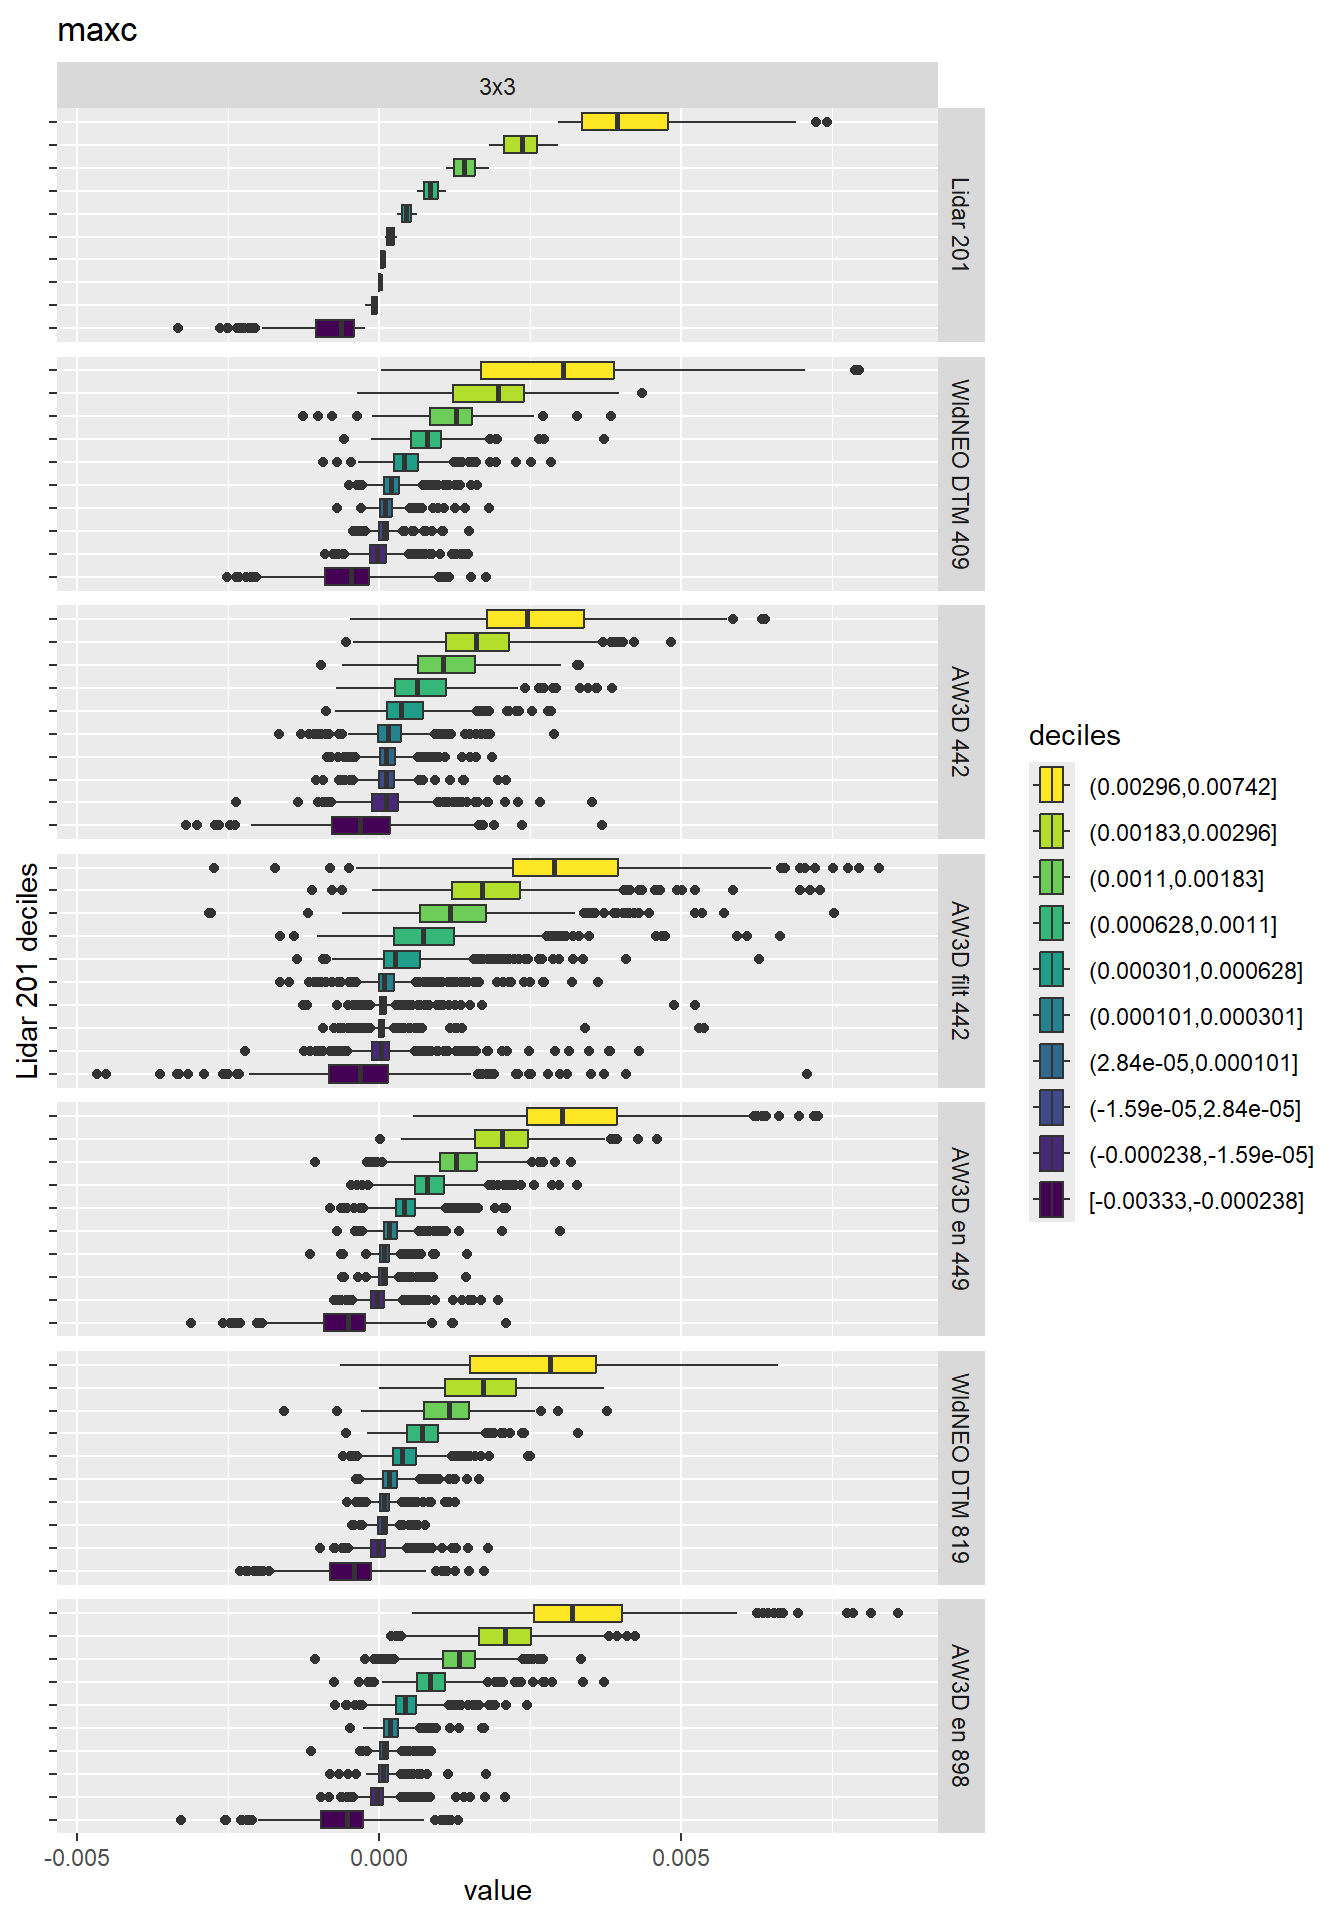 maxc
3x3
Lidar 201
WldNEO DTM 409
AW3D 442
AW3D filt 442
AW3D en 449
WldNEO DTM 819
AW3D en 898
Lidar 201 deciles
-0.005
0.000
0.005
value
deciles
(0.00296,0.00742]
(0.00183,0.00296]
(0.0011,0.00183]
(0.000628,0.0011]
(0.000301,0.000628]
(0.000101,0.000301]
(2.84e-05,0.000101]
(-1.59e-05,2.84e-05]
(-0.000238,-1.59e-05]
[-0.00333,-0.000238]